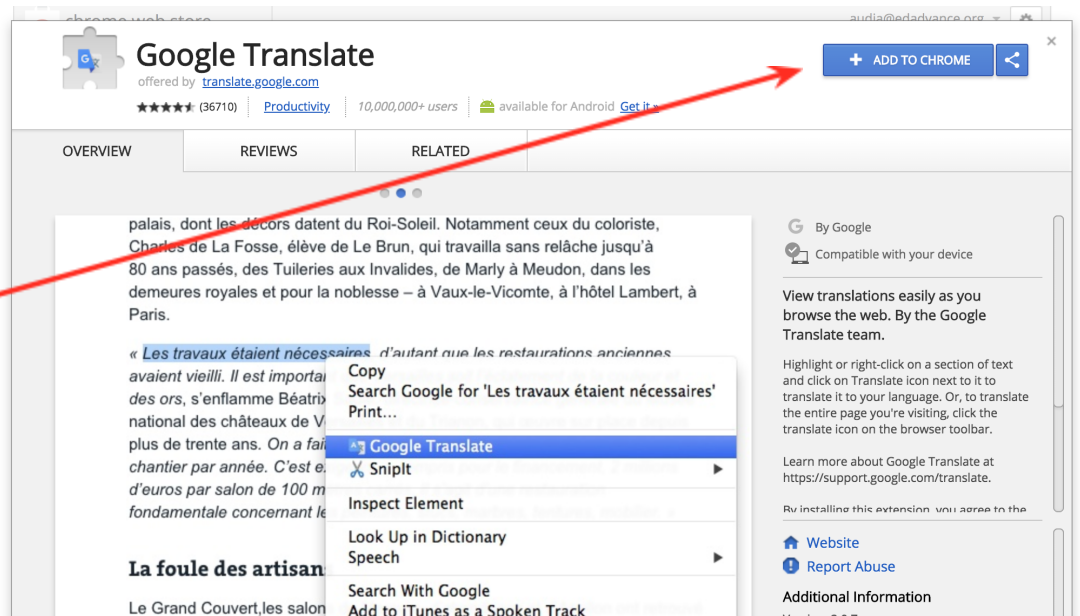 chrome web store
audia@edadvance.org
Google Translate
offered by translate.google.com
(36710)
Productivity
10,000,000+ users
available for Android Get it »
+ ADD TO CHROME
OVERVIEW
REVIEWS
RELATED
palais, dont les décors datent du Roi-Soleil. Notamment ceux du coloriste,
Charles de La Fosse, élève de Le Brun, qui travailla sans relâche jusqu'à
80 ans passés, des Tuileries aux Invalides, de Marly à Meudon, dans les
demeures royales et pour la noblesse – à Vaux-le-Vicomte, à l'hôtel Lambert, à
Paris.
« Les travaux étaient nécessaires, d'autant que les restaurations anciennes
avaient vieilli. Il est
des ors, s'enflamme
national des châteaux de
plus de trente ans. On a
chantier par année. C'est
d'euros par salon de 100
fondamentale concernant
La foule des
Le Grand Couvert,les
Copy
Search Google for 'Les travaux étaient nécessaires'
Print...
Google Translate
SnipIt
Inspect Element
Look Up in Dictionary
Speech
Search With Google
Add to iTunes as a Spoken Track
By Google
Compatible with your device
View translations easily as you
browse the web. By the Google
Translate team.
Highlight or right-click on a section of text
and click on Translate icon next to it to
translate it to your language. Or, to translate
the entire page you're visiting, click the
translate icon on the browser toolbar.
Learn more about Google Translate at
https://support.google.com/translate.
By installing this extension, you agree to the
Website
Report Abuse
Additional Information